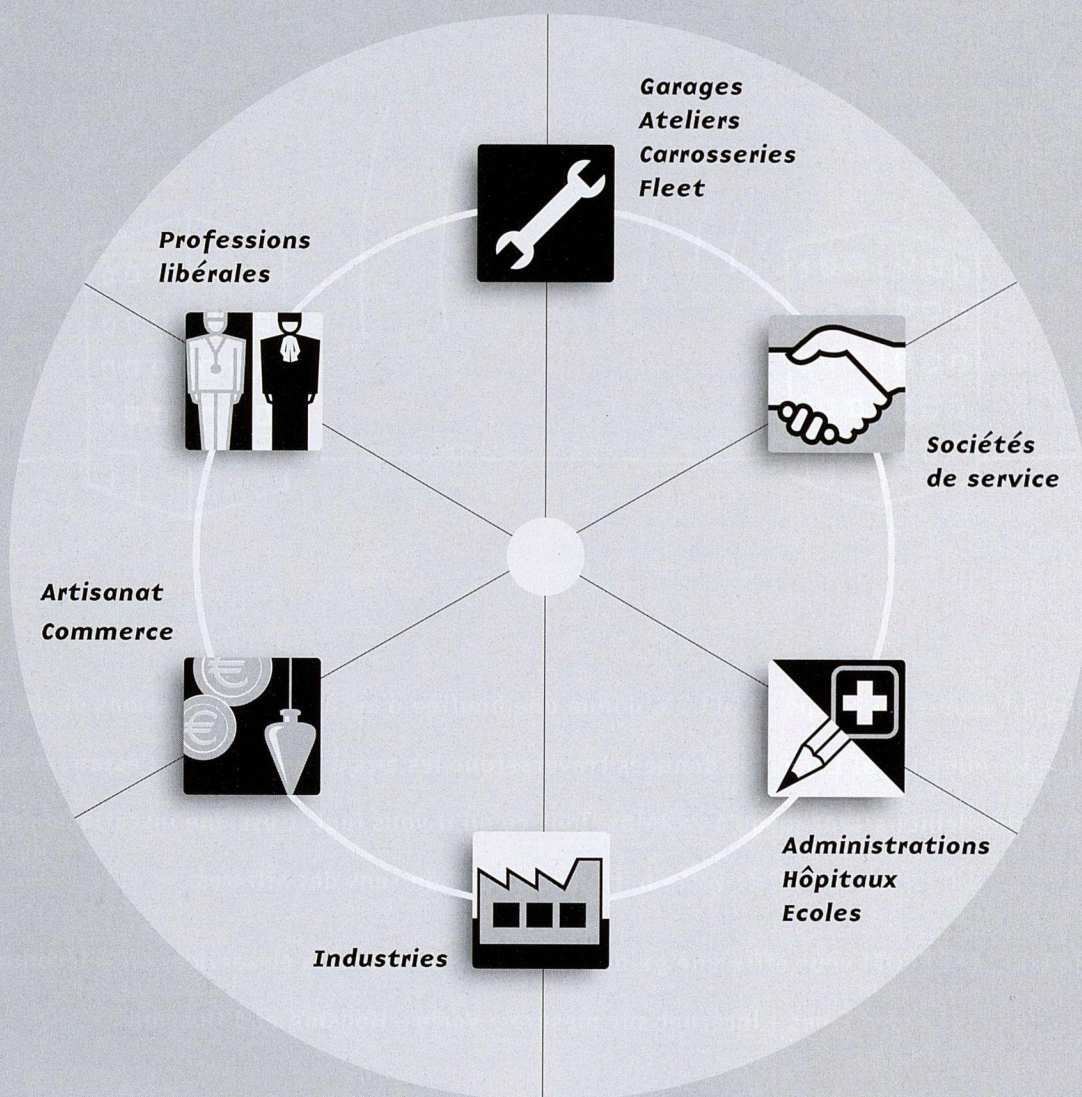 Garages
Ateliers
Carrosseries
Fleet
Professions
libérales
Sociétés
de service
Artisanat
Commerce
€
€
Administrations
Hôpitaux
Ecoles
Industries